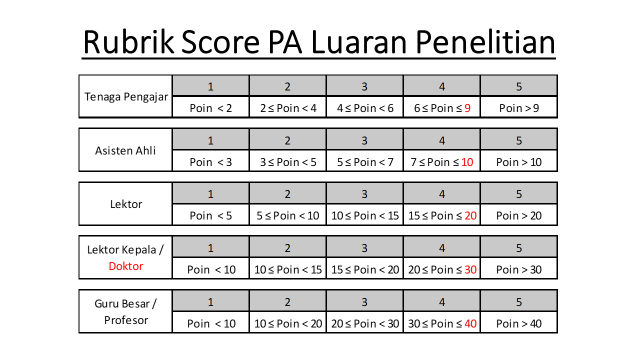 Rubrik Score PA Luaran Penelitian
Tenaga Pengajar 1 2 3 4 5
Poin < 2 2 ≤ Poin < 4 4 ≤ Poin < 6 6 ≤ Poin ≤ 9 Poin > 9
Asisten Ahli 1 2 3 4 5
Poin < 3 3 ≤ Poin < 5 5 ≤ Poin < 7 7 ≤ Poin ≤ 10 Poin > 10
Lektor 1 2 3 4 5
Poin < 5 5 ≤ Poin < 10 10 ≤ Poin < 15 15 ≤ Poin ≤ 20 Poin > 20
Lektor Kepala / 1 2 3 4 5
Doktor Poin < 10 10 ≤ Poin < 15 15 ≤ Poin < 20 20 ≤ Poin ≤ 30 Poin > 30
Guru Besar / 1 2 3 4 5
Profesor Poin < 10 10 ≤ Poin < 20 20 ≤ Poin < 30 30 ≤ Poin ≤ 40 Poin > 40